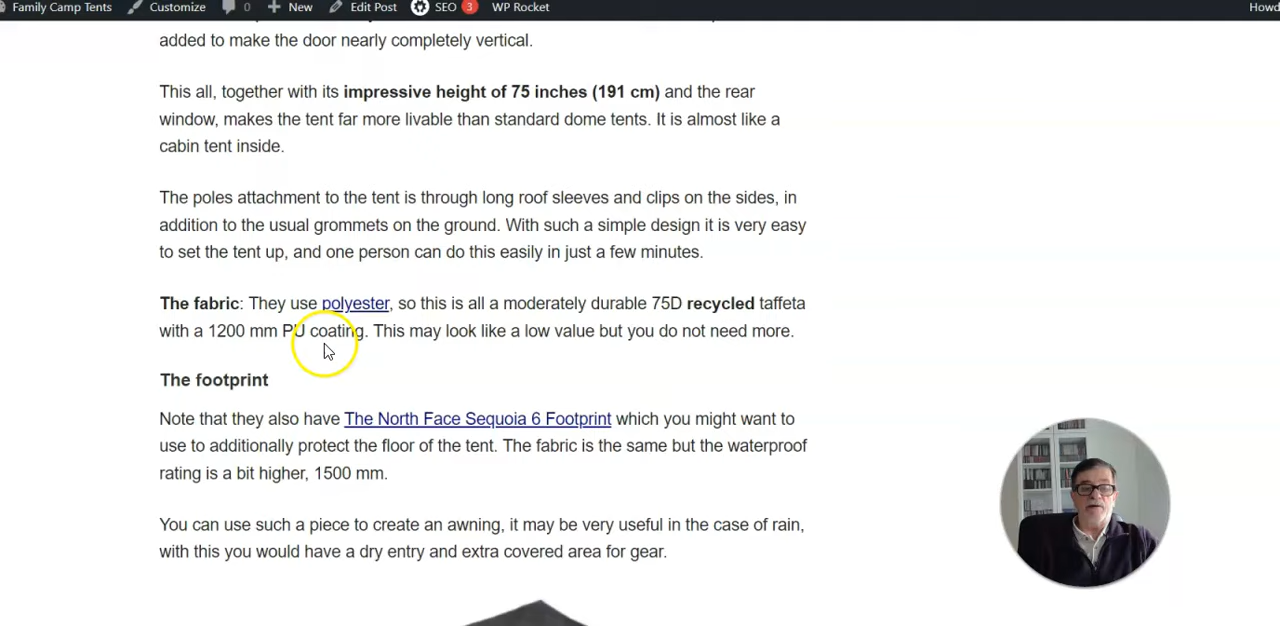 Family Camp Tents Customize 0 New Edit Post SEO 3 WP Rocket Howd
added to make the door nearly completely vertical.
This all, together with its impressive height of 75 inches (191 cm) and the rear
window, makes the tent far more livable than standard dome tents. It is almost like a
cabin tent inside.
The poles attachment to the tent is through long roof sleeves and clips on the sides, in
addition to the usual grommets on the ground. With such a simple design it is very easy
to set the tent up, and one person can do this easily in just a few minutes.
The fabric: They use polyester, so this is all a moderately durable 75D recycled taffeta
with a 1200 mm PU coating. This may look like a low value but you do not need more.
The footprint
Note that they also have The North Face Sequoia 6 Footprint which you might want to
use to additionally protect the floor of the tent. The fabric is the same but the waterproof
rating is a bit higher, 1500 mm.
You can use such a piece to create an awning, it may be very useful in the case of rain,
with this you would have a dry entry and extra covered area for gear.